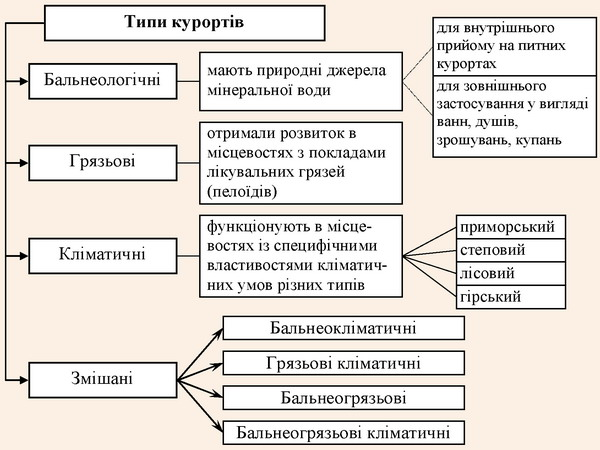 Типи курортів
Бальнеологічні
мають природні джерела
мінеральної води
для внутрішнього
прийому на питних
курортах
для зовнішнього
застосування у вигляді
ванн, душів,
зрошувань, купань
Грязьові
отримали розвиток в
місцевостях з покладами
лікувальних грязей
(пелоїдів)
Кліматичні
функціонують в місце-
востях із специфічними
властивостями кліматич-
них умов різних типів
приморський
степовий
лісовий
гірський
Змішані
Бальнеокліматичні
Грязьові кліматичні
Бальнеогрязьові
Бальнеогрязьові кліматичні